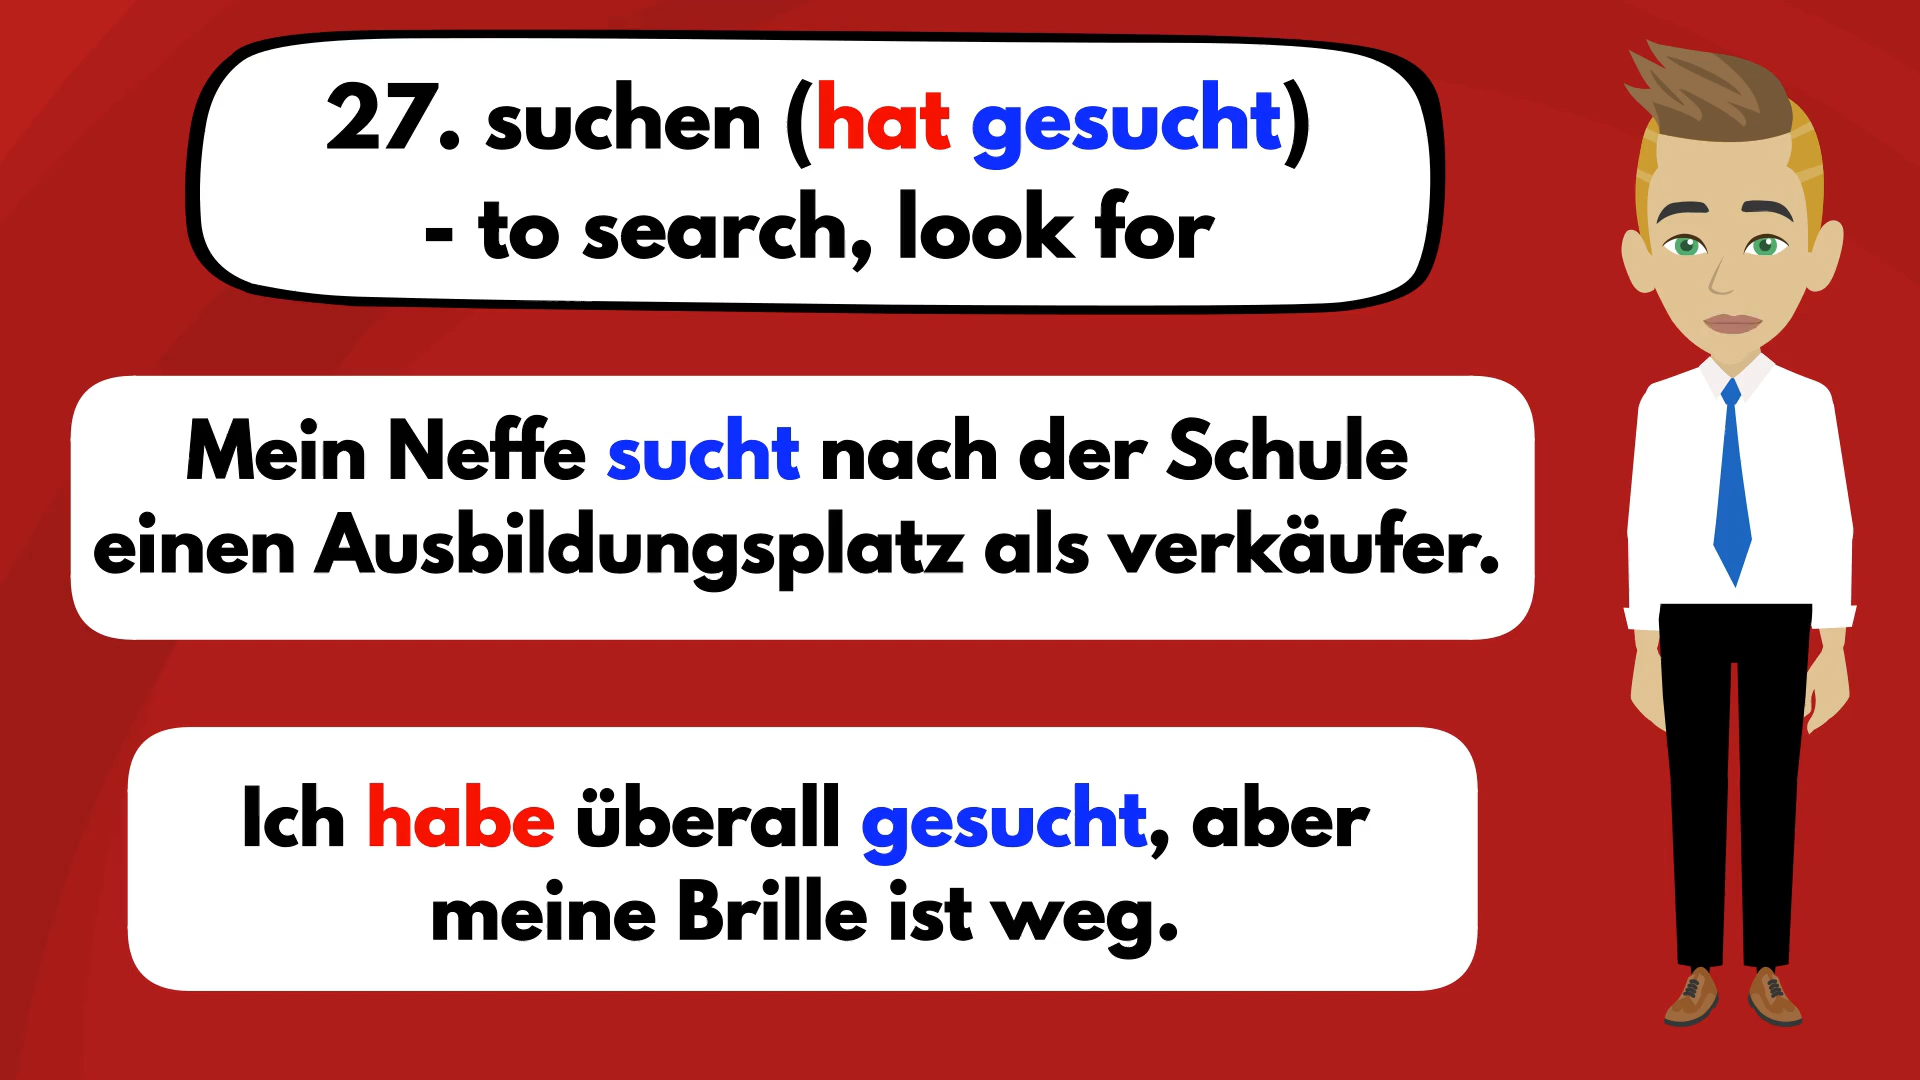 27. suchen (hat gesucht)
- to search, look for
Mein Neffe sucht nach der Schule
einen Ausbildungsplatz als verkäufer.
Ich habe überall gesucht, aber
meine Brille ist weg.